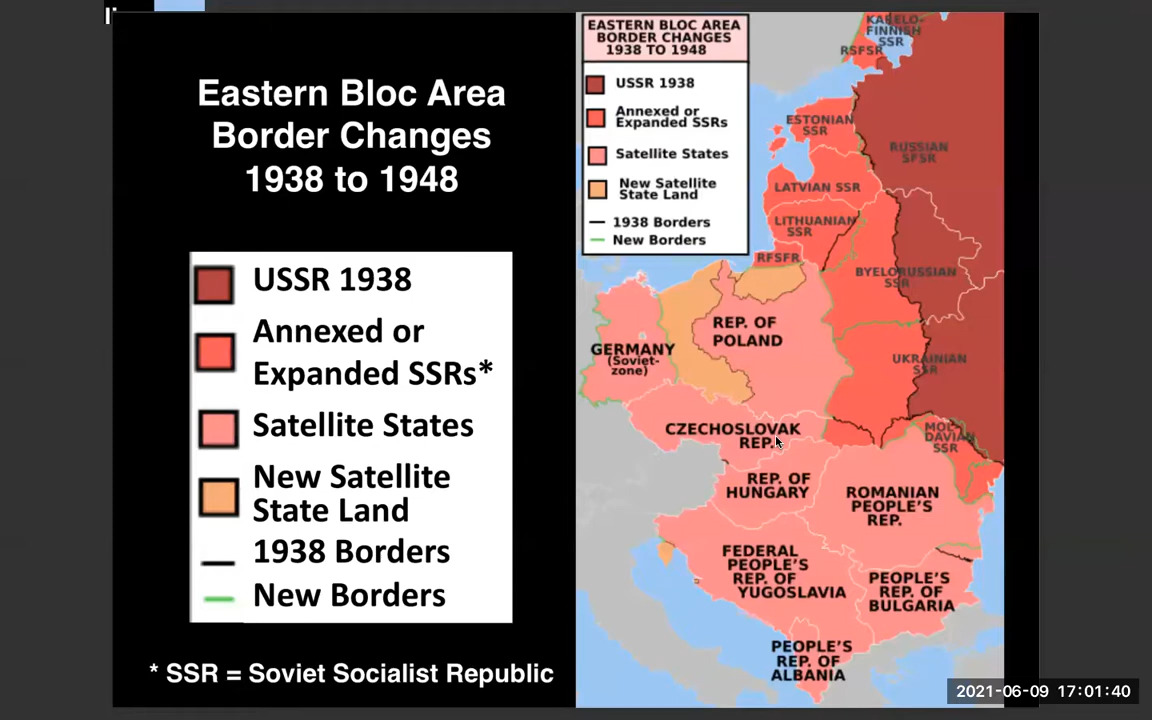 Eastern Bloc Area
Border Changes
1938 to 1948
USSR 1938
Annexed or
Expanded SSRs*
Satellite States
New Satellite
State Land
1938 Borders
New Borders
* SSR = Soviet Socialist Republic
EASTERN BLOC AREA
BORDER CHANGES
1938 TO 1948
USSR 1938
Annexed or
Expanded SSRs
Satellite States
New Satellite
State Land
1938 Borders
New Borders
KARELO-
FINNISH
SSR
RSFSR
ESTONIAN
SSR
RUSSIAN
SFSR
LATVIAN SSR
LITHUANIAN
SSR
RFSFR
BYELORUSSIAN
SSR
REP. OF
POLAND
GERMANY
(Soviet-
zone)
UKRAINIAN
SSR
CZECHOSLOVAK
REP.
MOL-
DAVIAN
SSR
REP. OF
HUNGARY
ROMANIAN
PEOPLE'S
REP.
FEDERAL
PEOPLE'S
REP. OF
YUGOSLAVIA
PEOPLE'S
REP. OF
BULGARIA
PEOPLE'S
REP. OF
ALBANIA
2021-06-09 17:01:40